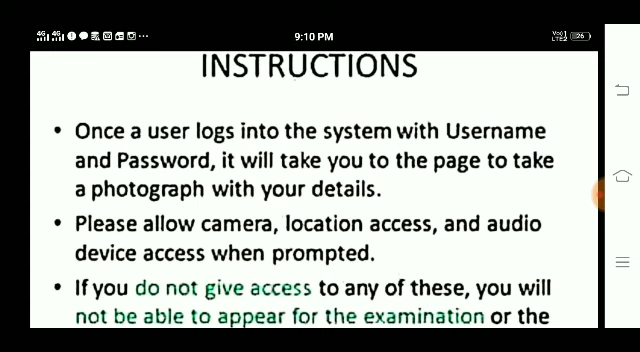 9:10 PM
26
INSTRUCTIONS
• Once a user logs into the system with Username
and Password, it will take you to the page to take
a photograph with your details.
• Please allow camera, location access, and audio
device access when prompted.
• If you do not give access to any of these, you will
not be able to appear for the examination or the